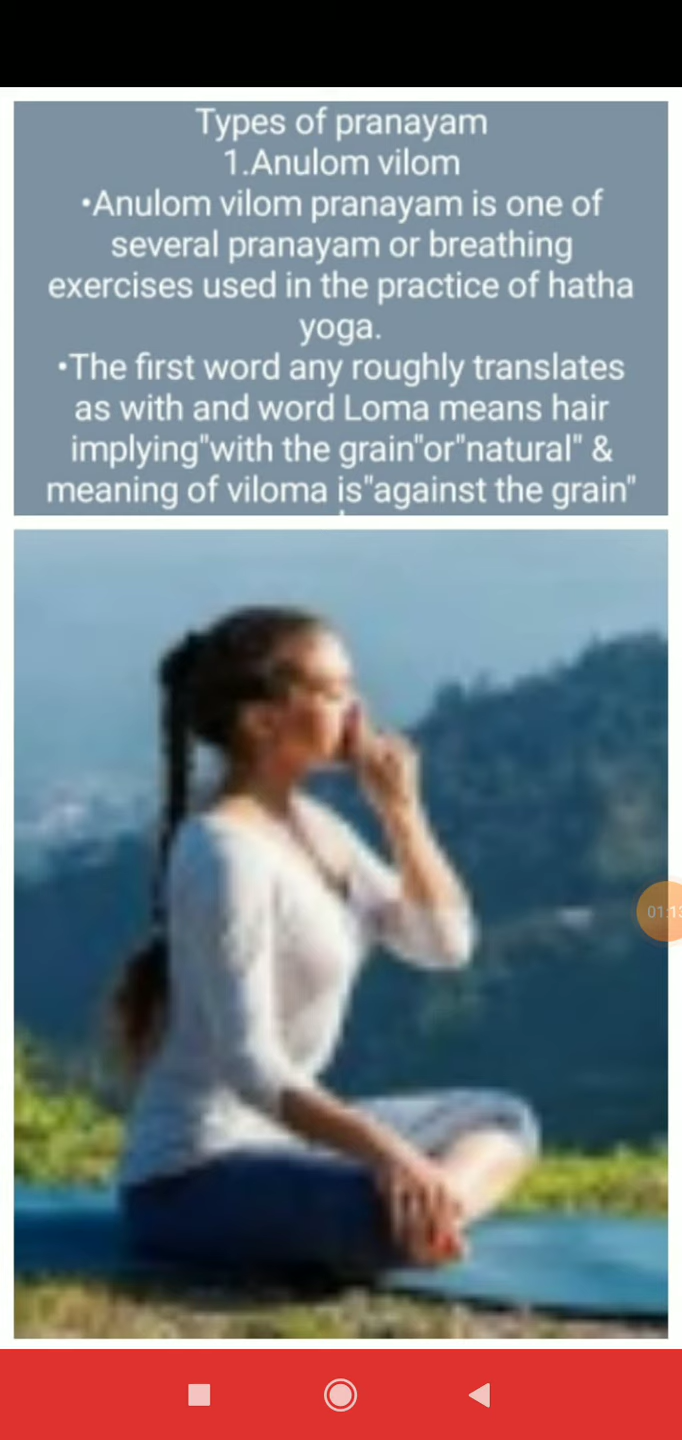 Types of pranayam
1.Anulom vilom
•Anulom vilom pranayam is one of
several pranayam or breathing
exercises used in the practice of hatha
yoga.
•The first word any roughly translates
as with and word Loma means hair
implying"with the grain"or"natural" &
meaning of viloma is"against the grain"